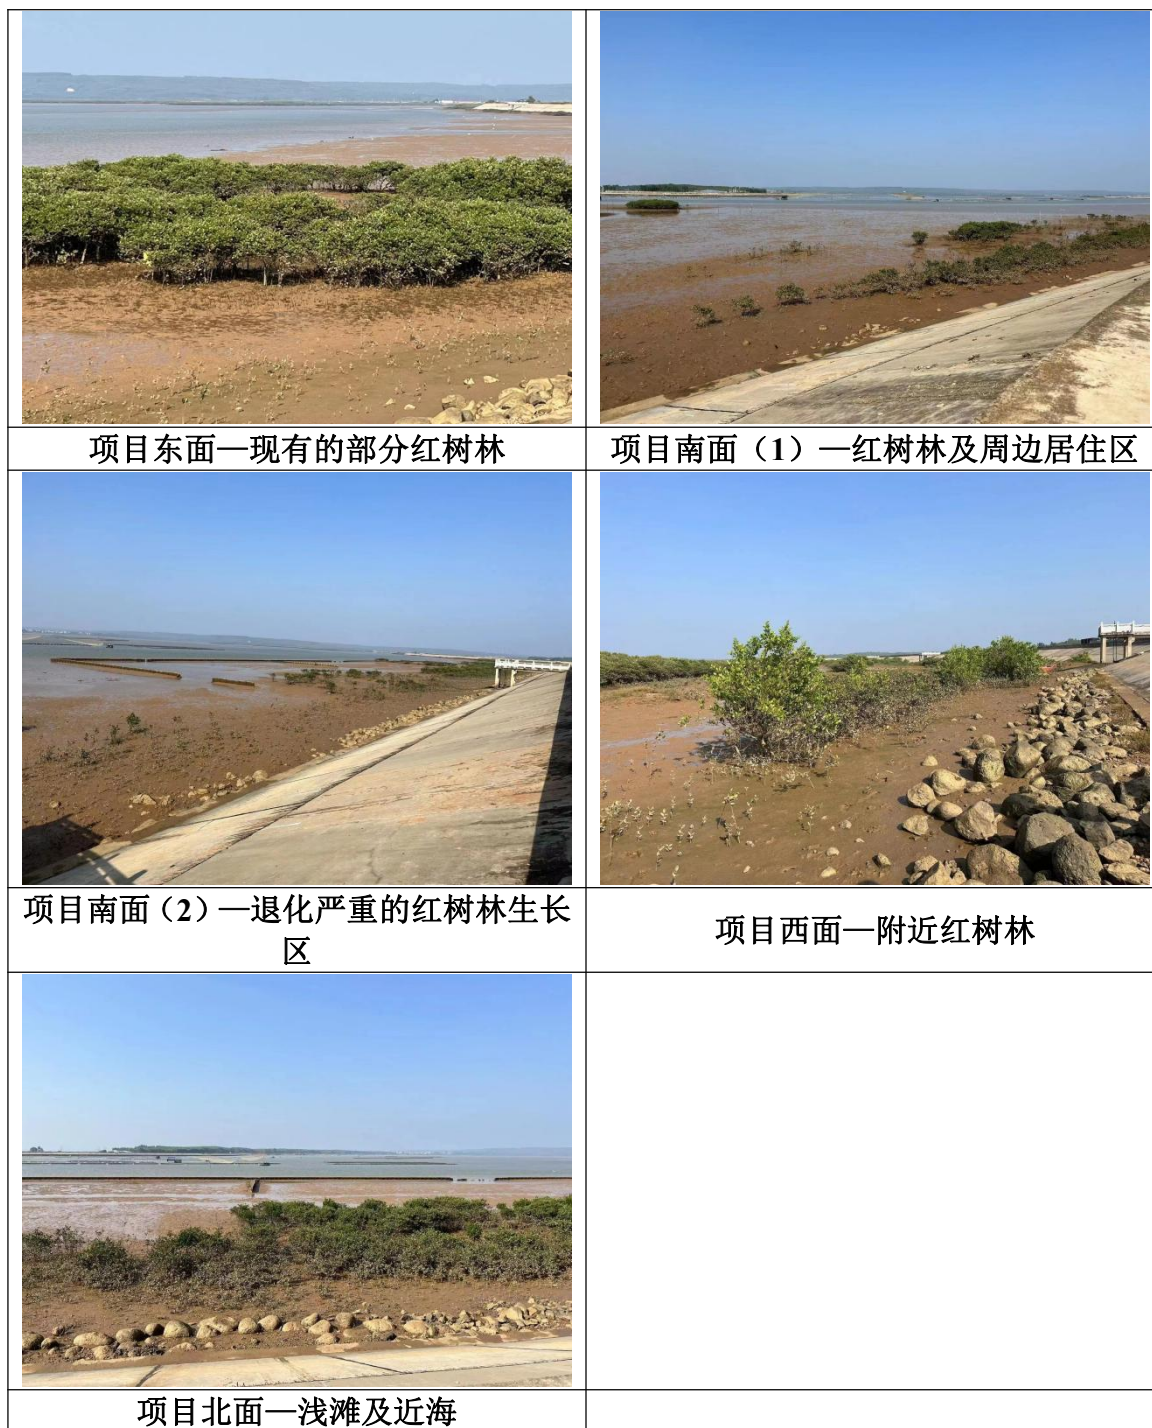 项目东面—现有的部分红树林
项目南面（1）—红树林及周边居住区
项目南面（2）—退化严重的红树林生长
区
项目西面—附近红树林
项目北面—浅滩及近海